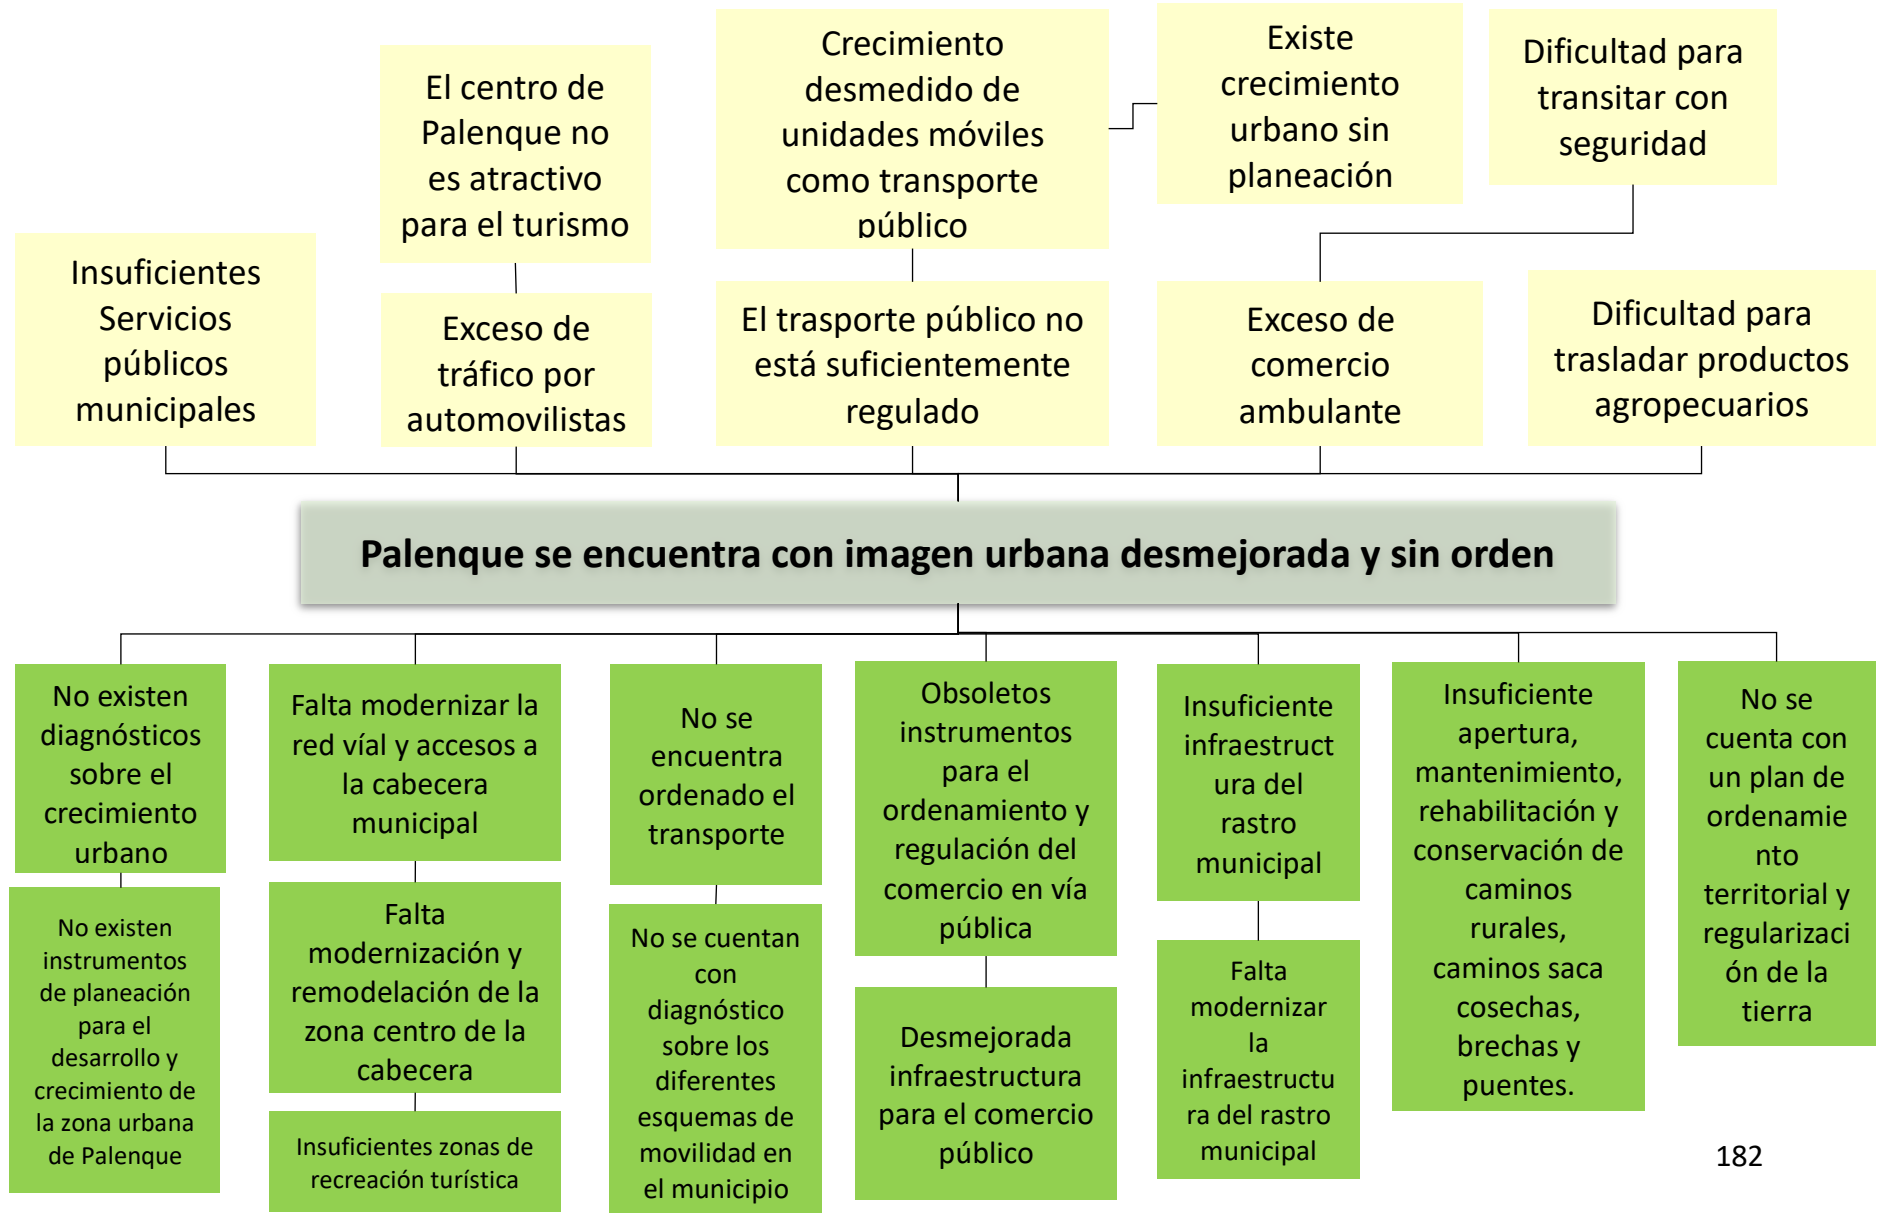 Crecimiento
desmedido de
unidades móviles
como transporte
público
Existe
crecimiento
urbano sin
planeación
Dificultad para
transitar con
seguridad
El centro de
Palenque no
es atractivo
para el turismo
Insuficientes
Servicios
públicos
municipales
Exceso de
tráfico por
automovilistas
El trasporte público no
está suficientemente
regulado
Exceso de
comercio
ambulante
Dificultad para
trasladar productos
agropecuarios
Palenque se encuentra con imagen urbana desmejorada y sin orden
No existen
diagnósticos
sobre el
crecimiento
urbano
No existen
instrumentos
de planeación
para el
desarrollo y
crecimiento de
la zona urbana
de Palenque
Falta modernizar la
red víal y accesos a
la cabecera
municipal
Falta
modernización y
remodelación de la
zona centro de la
cabecera
Insuficientes zonas de
recreación turística
No se
encuentra
ordenado el
transporte
No se cuentan
con
diagnóstico
sobre los
diferentes
esquemas de
movilidad en
el municipio
Obsoletos
instrumentos
para el
ordenamiento y
regulación del
comercio en vía
pública
Desmejorada
infraestructura
para el comercio
público
Insuficiente
infraestruct
ura del
rastro
municipal
Falta
modernizar
la
infraestructu
ra del rastro
municipal
Insuficiente
apertura,
mantenimiento,
rehabilitación y
conservación de
caminos
rurales,
caminos saca
cosechas,
brechas y
puentes.
No se
cuenta con
un plan de
ordenamie
nto
territorial y
regularizaci
ón de la
tierra
182